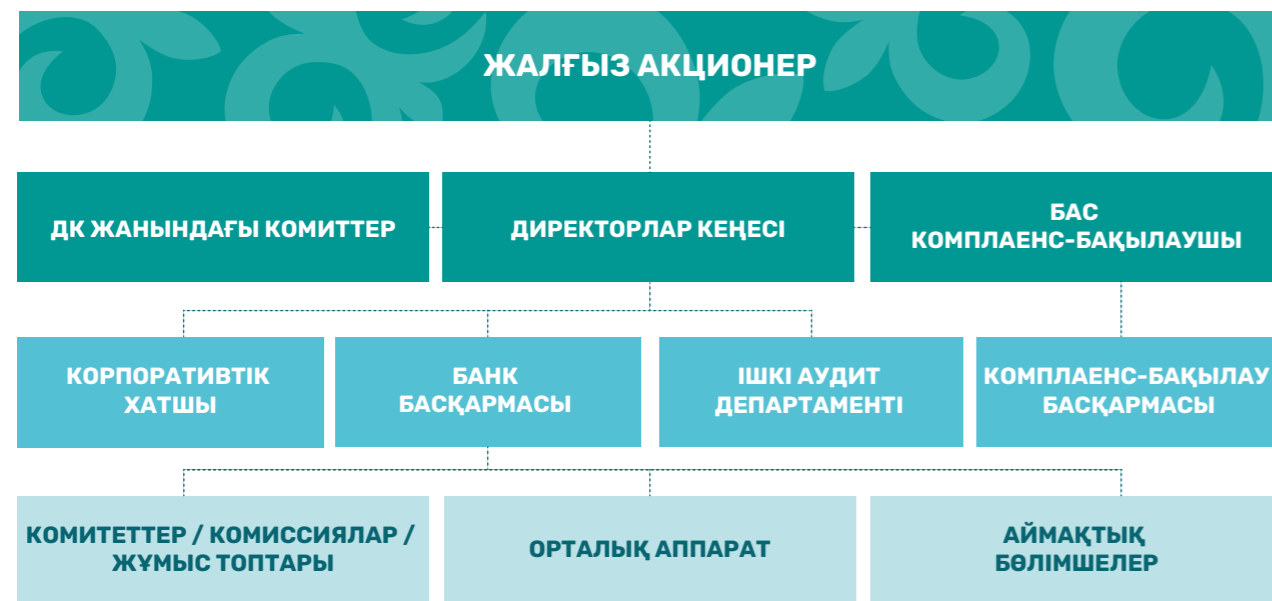 ЖАЛҒЫЗ АКЦИОНЕР
ДК ЖАНЫНДАҒЫ КОМИТТЕР
ДИРЕКТОРЛАР КЕҢЕСІ
БАС
КОМПЛАЕНС-БАҚЫЛАУШЫ
КОРПОРАТИВТІК
ХАТШЫ
БАНК
БАСҚАРМАСЫ
ІШКІ АУДИТ
ДЕПАРТАМЕНТІ
КОМПЛАЕНС-БАҚЫЛАУ
БАСҚАРМАСЫ
КОМИТЕТТЕР / КОМИССИЯЛАР /
ЖҰМЫС ТОПТАРЫ
ОРТАЛЫҚ АППАРАТ
АЙМАҚТЫҚ
БӨЛІМШЕЛЕР